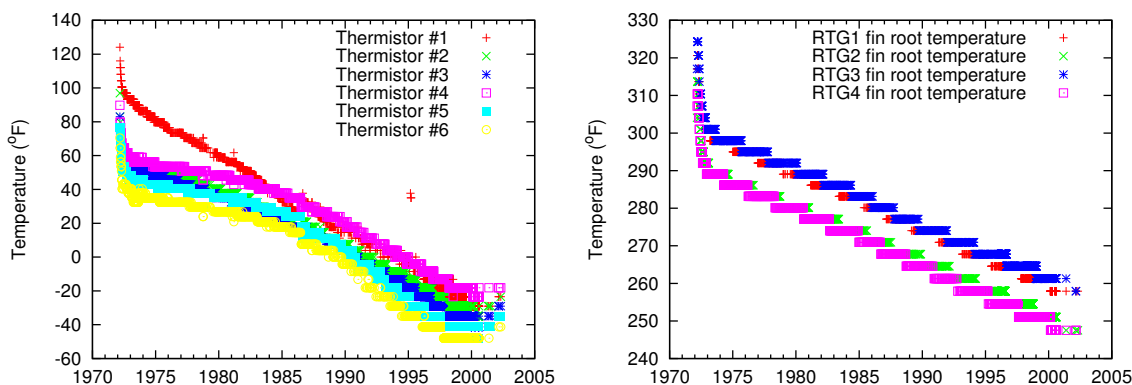 Temperature (°F)
140
120
100
80
60
40
20
0
-20
-40
-60
1970 1975 1980 1985 1990 1995 2000 2005
Thermistor #1
Thermistor #2
Thermistor #3
Thermistor #4
Thermistor #5
Thermistor #6
Temperature (°F)
330
320
310
300
290
280
270
260
250
240
1970 1975 1980 1985 1990 1995 2000 2005
RTG1 fin root temperature
RTG2 fin root temperature
RTG3 fin root temperature
RTG4 fin root temperature